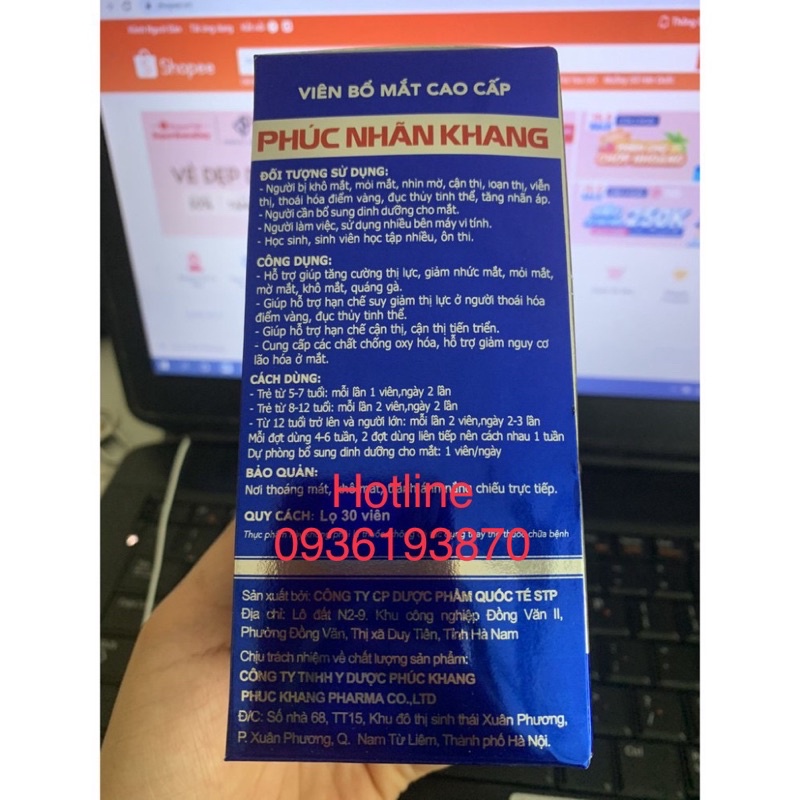 Shopee
VIÊN BỔ MẮT CAO CẤP
PHÚC NHÃN KHANG
ĐỐI TƯỢNG SỬ DỤNG:
- Người bị khô mắt, mỏi mắt, nhìn mờ, cận thị, loạn thị, viễn
thị, thoái hóa điểm vàng, đục thủy tinh thể, tăng nhãn áp.
- Người cần bổ sung dinh dưỡng cho mắt.
- Người làm việc, sử dụng nhiều bên máy vi tính.
- Học sinh, sinh viên học tập nhiều, ôn thi.
CÔNG DỤNG:
- Hỗ trợ giúp tăng cường thị lực, giảm nhức mắt, mỏi mắt,
mờ mắt, khô mắt, quáng gà.
- Giúp hỗ trợ hạn chế suy giảm thị lực ở người thoái hóa
điểm vàng, đục thủy tinh thể.
- Giúp hỗ trợ hạn chế cận thị, cận thị tiến triển.
- Cung cấp các chất chống oxy hóa, hỗ trợ giảm nguy cơ
lão hóa ở mắt.
CÁCH DÙNG:
- Trẻ từ 5-7 tuổi: mỗi lần 1 viên,ngày 2 lần
- Trẻ từ 8-12 tuổi: mỗi lần 2 viên,ngày 2 lần
- Từ 12 tuổi trở lên và người lớn: mỗi lần 2 viên,ngày 2-3 lần
Mỗi đợt dùng 4-6 tuần, 2 đợt dùng liên tiếp nên cách nhau 1 tuần
Dự phòng bổ sung dinh dưỡng cho mắt: 1 viên/ngày
BẢO QUẢN:
Nơi thoáng mát, chiếu trực tiếp.
Hotline
QUY CÁCH: Lọ 30 viên
Thực phẩm thay thế thuốc chữa bệnh
0936193870
Sản xuất bởi: CÔNG TY CP DƯỢC PHẨM QUỐC TẾ STP
Địa chỉ: Lô đất N2-9. Khu công nghiệp Đồng Văn II,
Phường Đồng Văn, Thị xã Duy Tiên, Tỉnh Hà Nam
Chịu trách nhiệm về chất lượng sản phẩm:
CÔNG TY TNHH Y DƯỢC PHÚC KHANG
PHUC KHANG PHARMA CO.,LTD
Đ/C: Số nhà 68, TT15, Khu đô thị sinh thái Xuân Phương,
P. Xuân Phương, Q. Nam Từ Liêm, Thành phố Hà Nội.